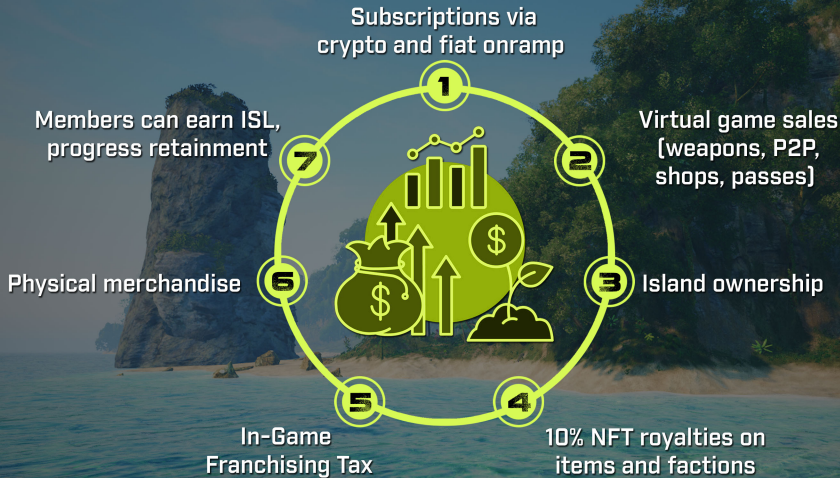 Subscriptions via
crypto and fiat onramp
1
Virtual game sales
(weapons, P2P,
shops, passes)
2
Island ownership
3
10% NFT royalties on
items and factions
4
In-Game
Franchising Tax
5
Physical merchandise
6
Members can earn ISL,
progress retainment
7
$
$